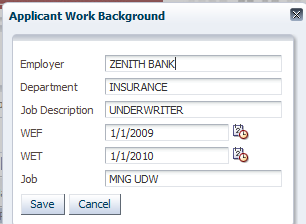 Applicant Work Background
Employer ZENITH BANK
Department INSURANCE
Job Description UNDERWRITER
WEF 1/1/2009
WET 1/1/2010
Job MNG UDW
Save Cancel